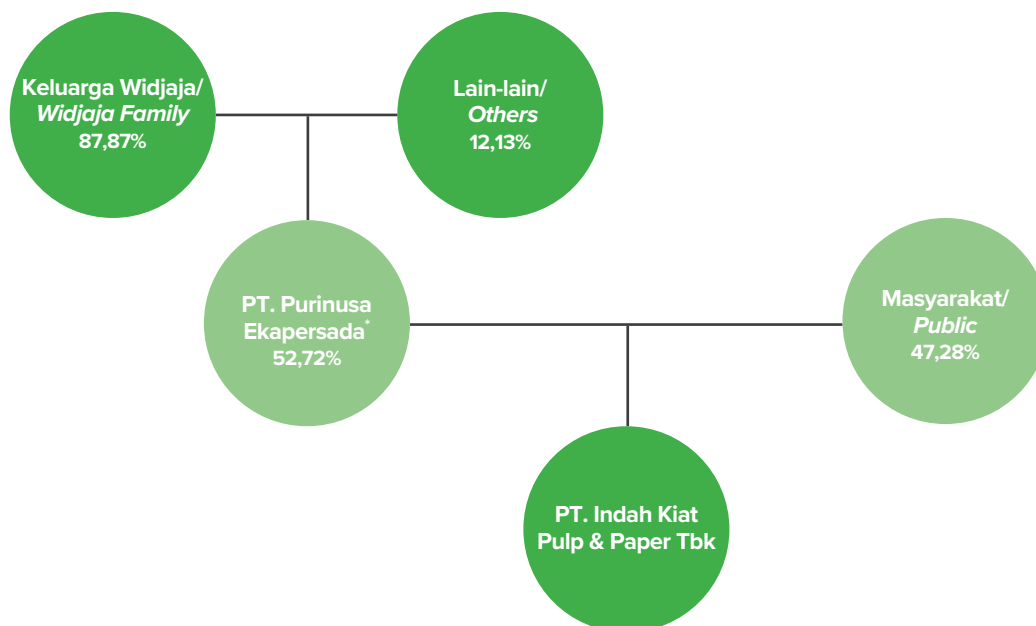 Keluarga Widjaja/
Widjaja Family
87,87%
Lain-lain/
Others
12,13%
PT. Purinusa
Ekapersada*
52,72%
Masyarakat/
Public
47,28%
PT. Indah Kiat
Pulp & Paper Tbk